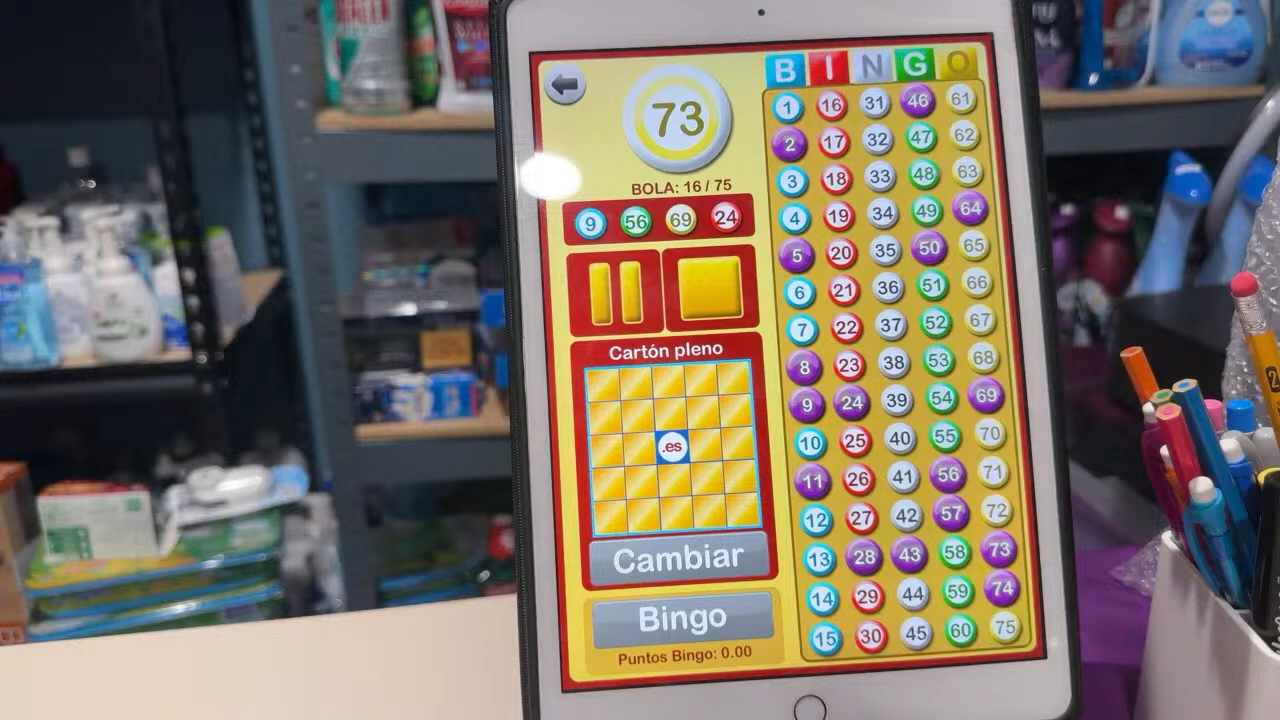 B I N G O
73
BOLA: 16 / 75
9 56 69 24
Cartón pleno
.es
Cambiar
Bingo
Puntos Bingo: 0.00
1 16 31 46 61
2 17 32 47 62
3 18 33 48 63
4 19 34 49 64
5 20 35 50 65
6 21 36 51 66
7 22 37 52 67
8 23 38 53 68
9 24 39 54 69
10 25 40 55 70
11 26 41 56 71
12 27 42 57 72
13 28 43 58 73
14 29 44 59 74
15 30 45 60 75
2